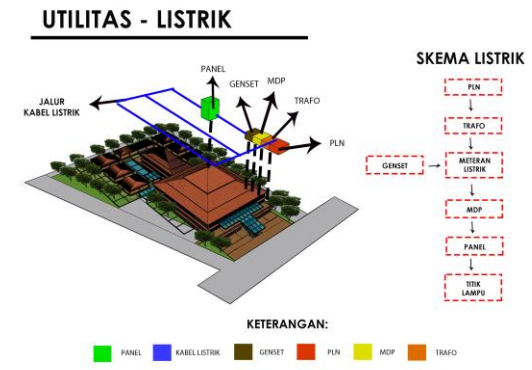 UTILITAS - LISTRIK
SKEMA LISTRIK
PANEL
GENSET
MDP
TRAFO
PLN
JALUR
KABEL LISTRIK
PLN
TRAFO
GENSET
METERAN
LISTRIK
MDP
PANEL
TITIK
LAMPU
KETERANGAN:
PANEL
KABEL LISTRIK
GENSET
PLN
MDP
TRAFO